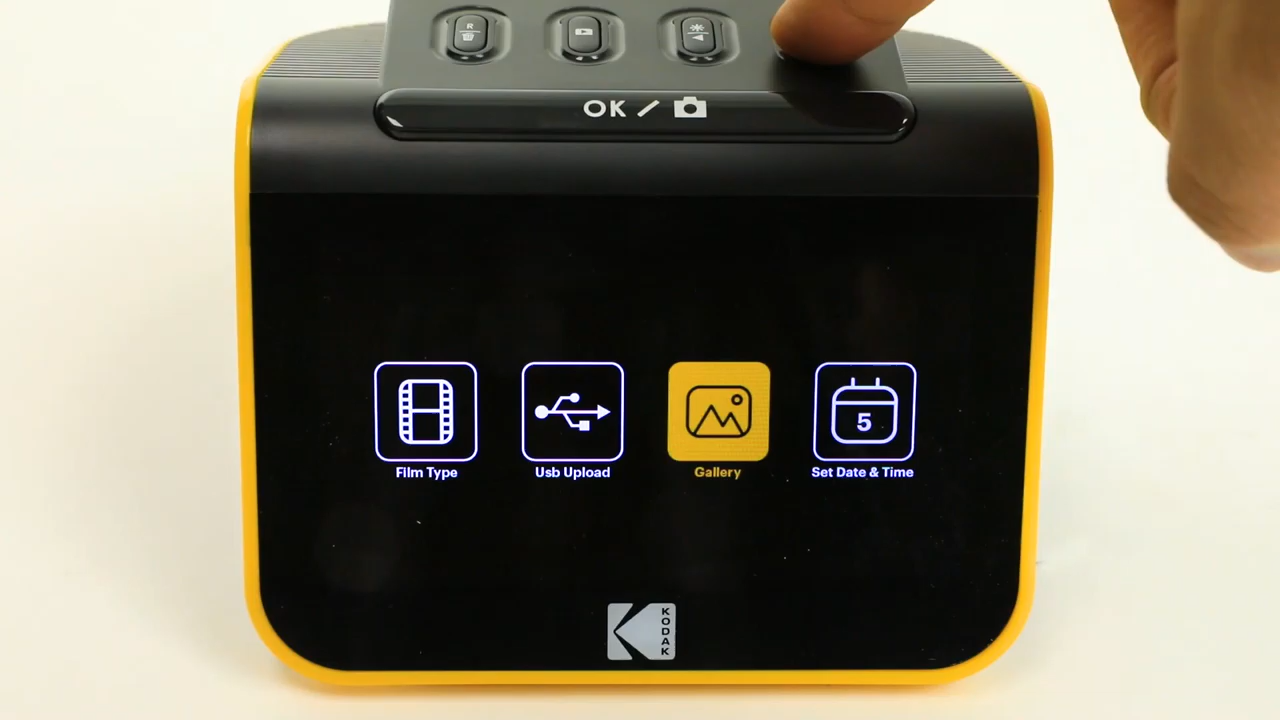 R
OK /
Film Type
Usb Upload
Gallery
5
Set Date & Time
KODAK